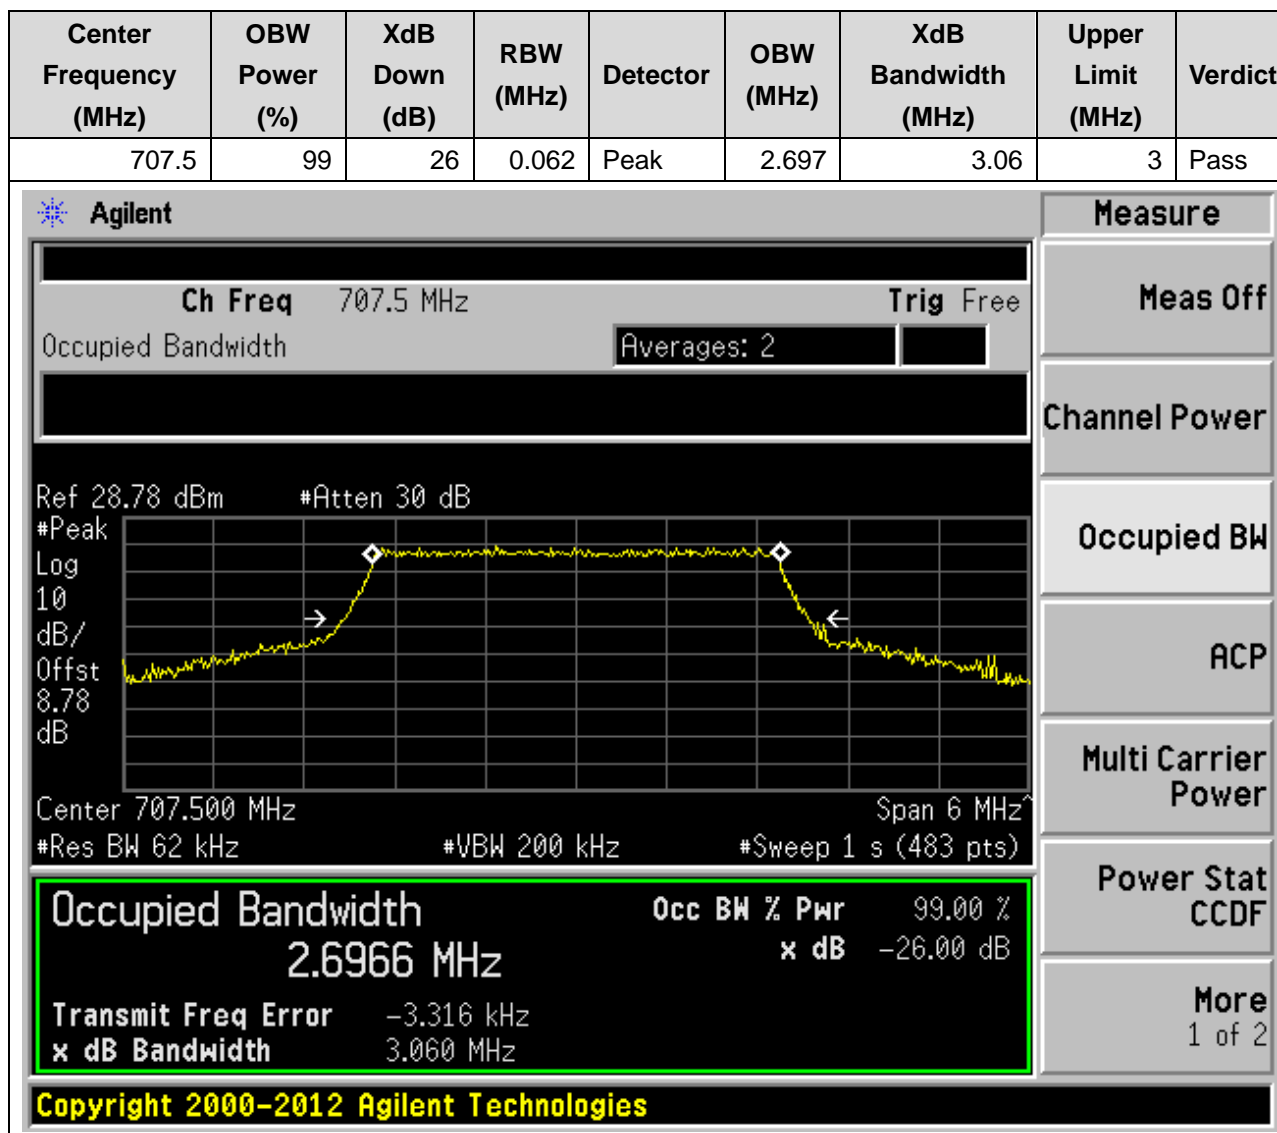 Center Frequency (MHz) OBW Power (%) XdB Down (dB) RBW (MHz) Detector OBW (MHz) XdB Bandwidth (MHz) Upper Limit (MHz) Verdict
707.5 99 26 0.062 Peak 2.697 3.06 3 Pass
Agilent
Measure
Ch Freq 707.5 MHz Trig Free
Meas Off
Occupied Bandwidth Averages: 2
Channel Power
Ref 28.78 dBm #Atten 30 dB
#Peak
Log
10
dB/
Offst
8.78
dB
Occupied BW
ACP
Multi Carrier
Power
Center 707.500 MHz Span 6 MHz^
#Res BW 62 kHz #VBW 200 kHz #Sweep 1 s (483 pts)
Power Stat
CCDF
Occupied Bandwidth Occ BW % Pwr 99.00 %
2.6966 MHz x dB -26.00 dB
Transmit Freq Error -3.316 kHz
x dB Bandwidth 3.060 MHz
More
1 of 2
Copyright 2000-2012 Agilent Technologies